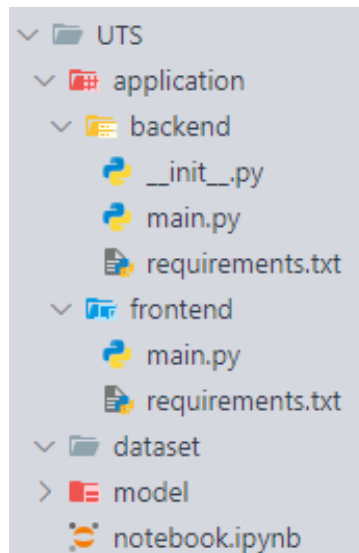 UTS
application
backend
__init__.py
main.py
requirements.txt
frontend
main.py
requirements.txt
dataset
model
notebook.ipynb